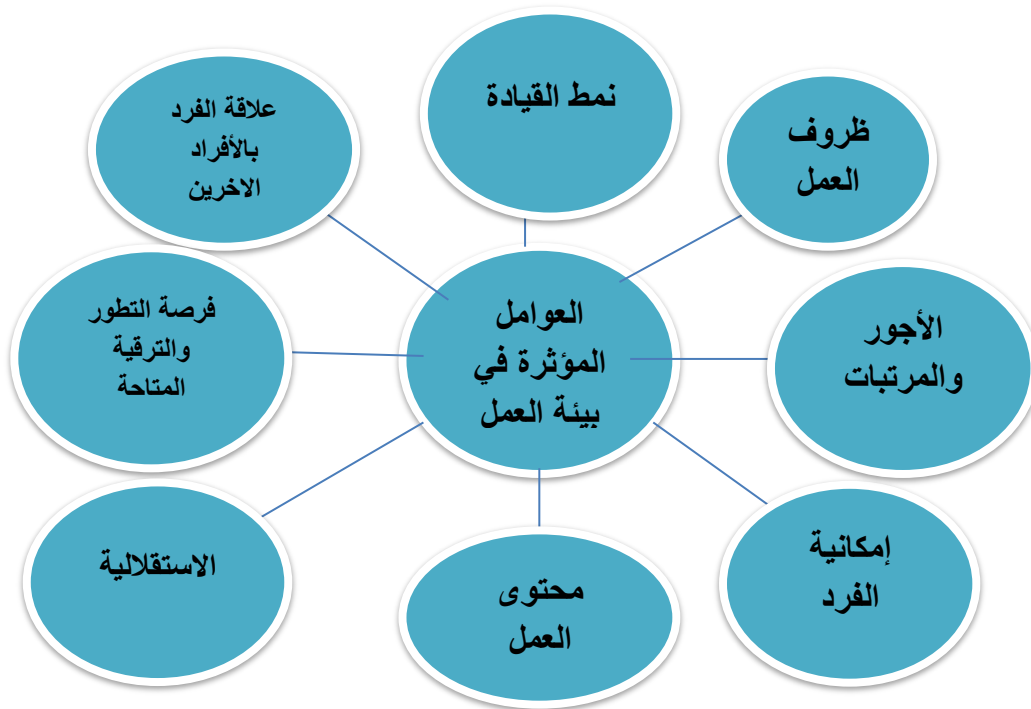 نمط القيادة
ظروف
العمل
علاقة الفرد
بالأفراد
الاخرين
العوامل
المؤثرة في
بيئة العمل
الأجور
والمرتبات
فرصة التطور
والترقية
المتاحة
إمكانية
الفرد
محتوى
العمل
الاستقلالية